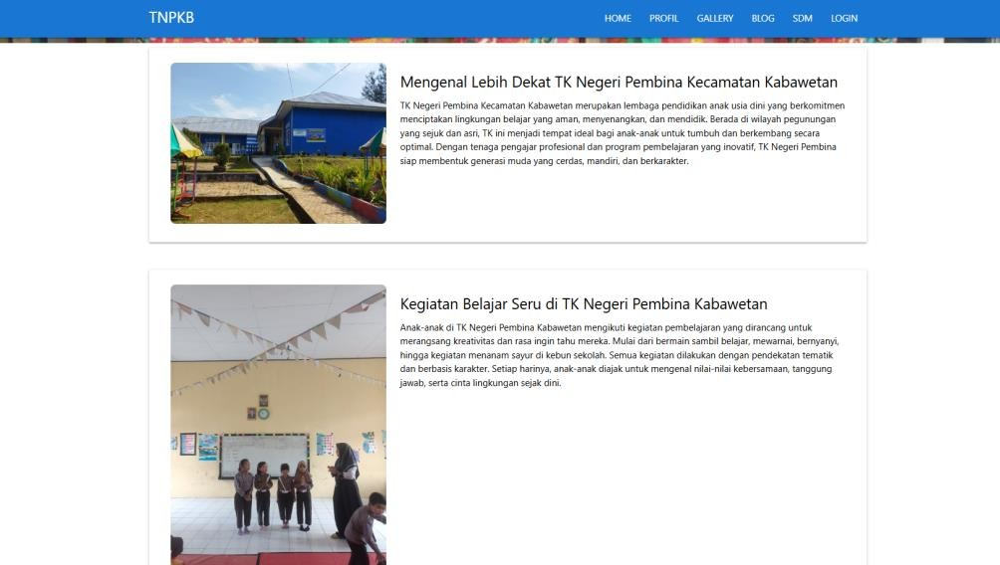 TNPKB
HOME PROFIL GALLERY BLOG SDM LOGIN
Mengenal Lebih Dekat TK Negeri Pembina Kecamatan Kabawetan
TK Negeri Pembina Kecamatan Kabawetan merupakan lembaga pendidikan anak usia dini yang berkomitmen
menciptakan lingkungan belajar yang aman, menyenangkan, dan mendidik. Berada di wilayah pegunungan
yang sejuk dan asri, TK ini menjadi tempat ideal bagi anak-anak untuk tumbuh dan berkembang secara
optimal. Dengan tenaga pengajar profesional dan program pembelajaran yang inovatif, TK Negeri Pembina
siap membentuk generasi muda yang cerdas, mandiri, dan berkarakter.
Kegiatan Belajar Seru di TK Negeri Pembina Kabawetan
Anak-anak di TK Negeri Pembina Kabawetan mengikuti kegiatan pembelajaran yang dirancang untuk
merangsang kreativitas dan rasa ingin tahu mereka. Mulai dari bermain sambil belajar, mewarnai, bernyanyi,
hingga kegiatan menanam sayur di kebun sekolah. Semua kegiatan dilakukan dengan pendekatan tematik
dan berbasis karakter. Setiap harinya, anak-anak diajak untuk mengenal nilai-nilai kebersamaan, tanggung
jawab, serta cinta lingkungan sejak dini.